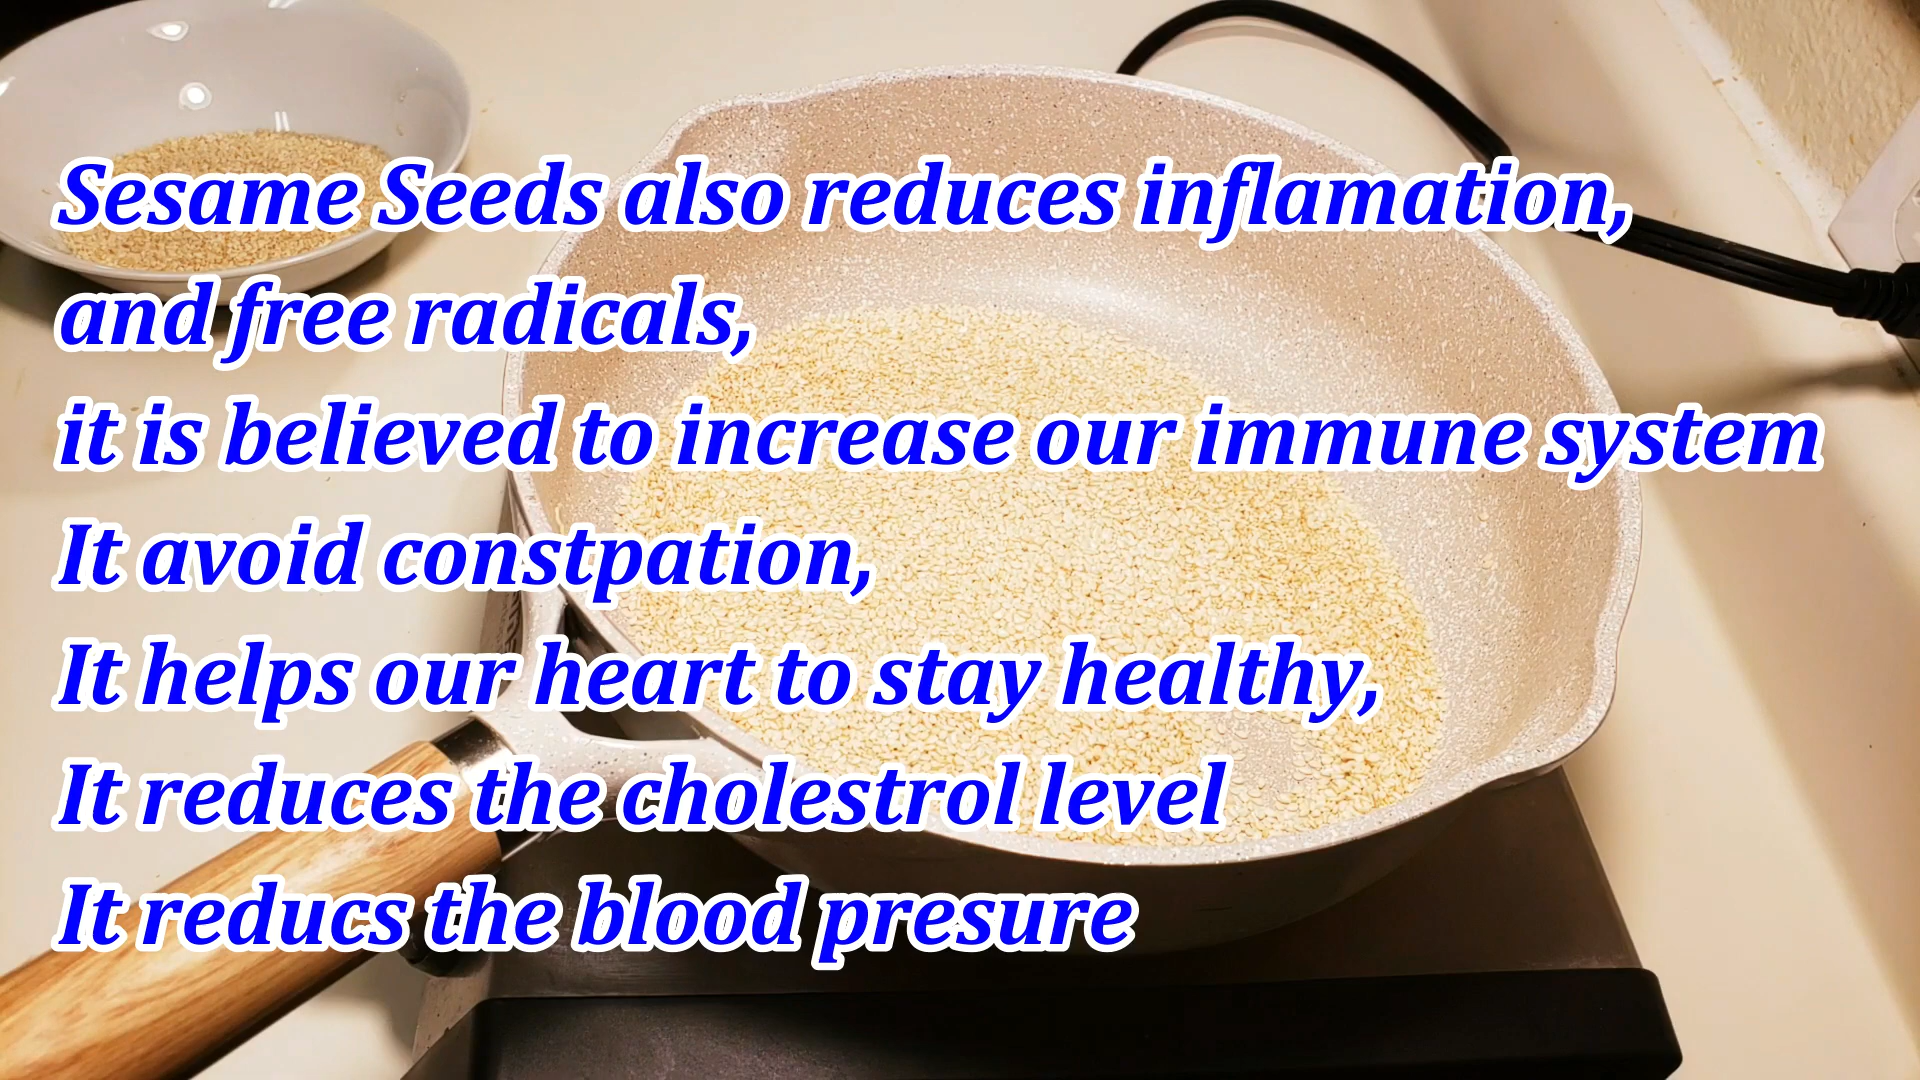 Sesame Seeds also reduces inflamation,
and free radicals,
it is believed to increase our immune system
It avoid constpation,
It helps our heart to stay healthy,
It reduces the cholestrol level
It reducs the blood presure